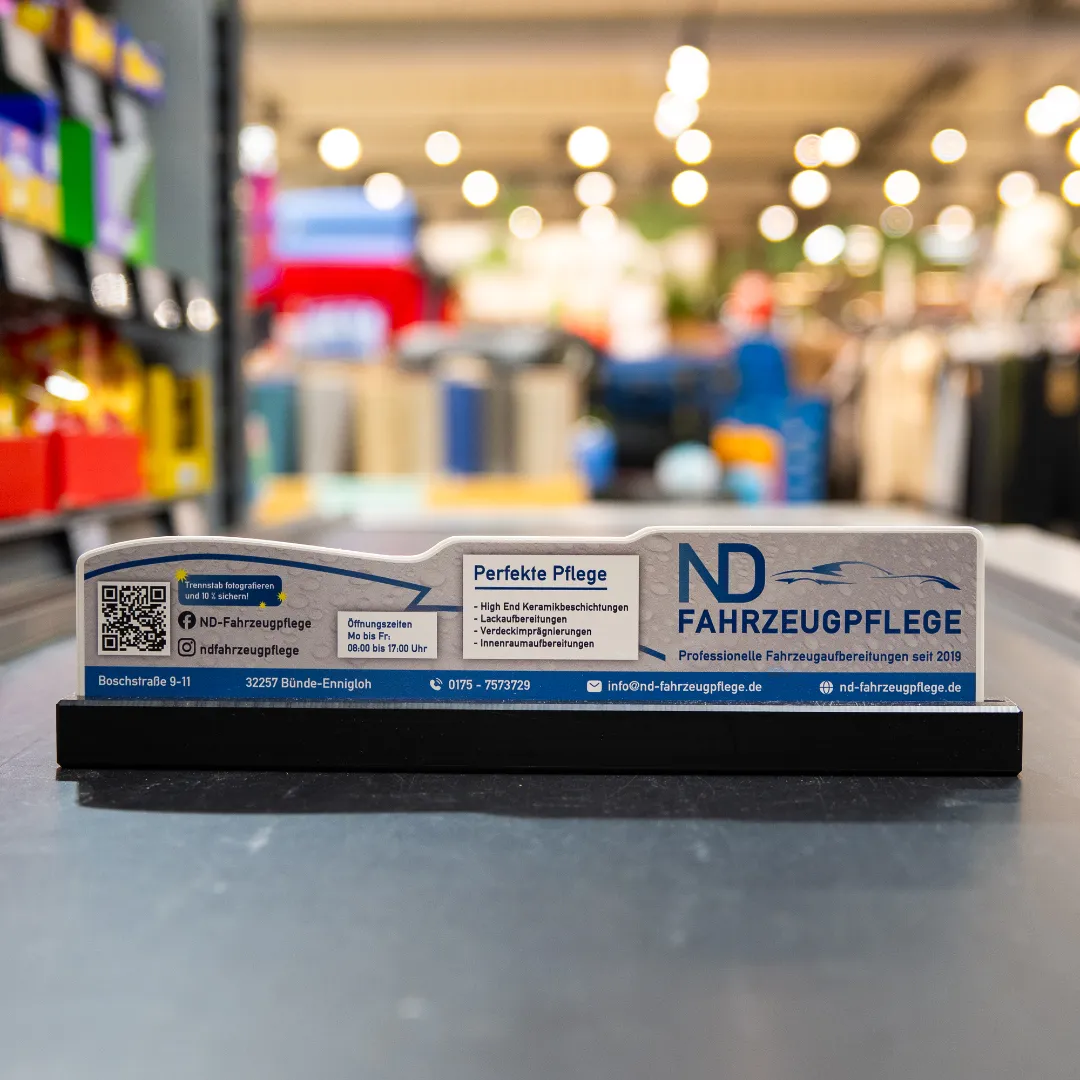 Trennstab fotografieren
und 10 % sichern!
ND-Fahrzeugpflege
ndfahrzeugpflege
Öffnungszeiten
Mo bis Fr:
08:00 bis 17:00 Uhr
Perfekte Pflege
- High End Keramikbeschichtungen
- Lackaufbereitungen
- Verdeckimprägnierungen
- Innenraumaufbereitungen
ND
FAHRZEUGPFLEGE
Professionelle Fahrzeugaufbereitungen seit 2019
Boschstraße 9-11 32257 Bünde-Ennigloh 0175 - 7573729 info@nd-fahrzeugpflege.de nd-fahrzeugpflege.de